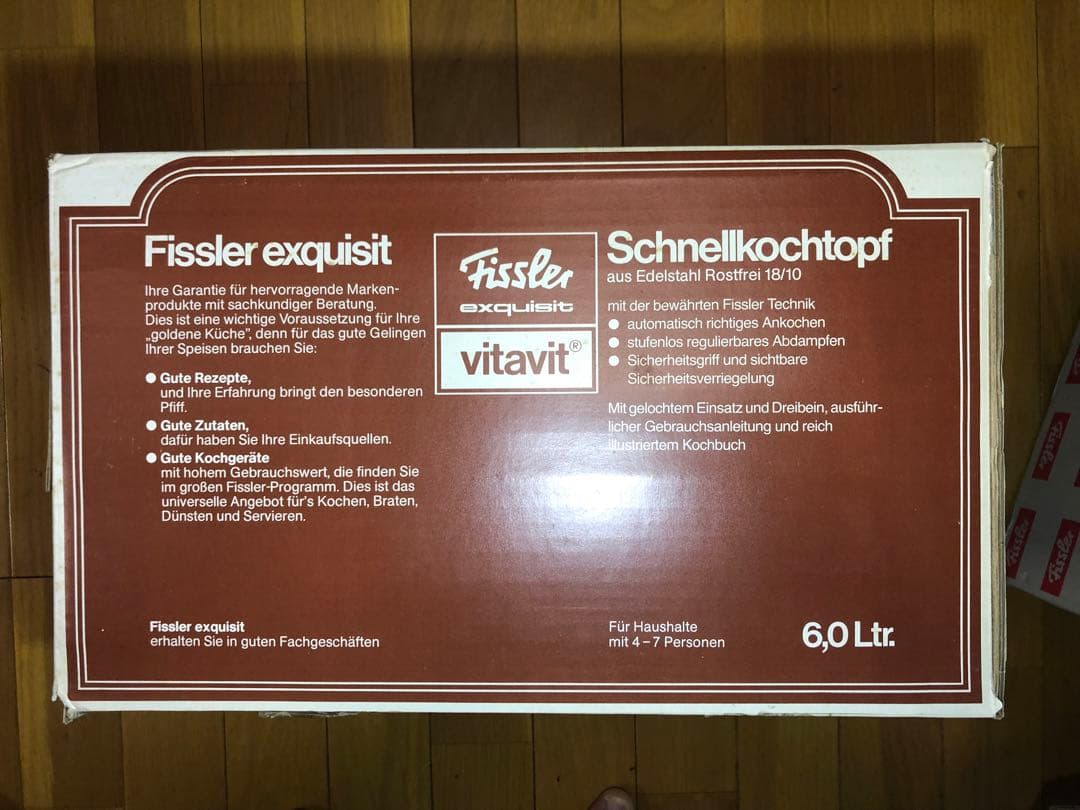 Fissler exquisit
Ihre Garantie für hervorragende Marken-
produkte mit sachkundiger Beratung.
Dies ist eine wichtige Voraussetzung für Ihre
„goldene Küche”, denn für das gute Gelingen
Ihrer Speisen brauchen Sie:
● Gute Rezepte,
und Ihre Erfahrung bringt den besonderen
Pfiff.
● Gute Zutaten,
dafür haben Sie Ihre Einkaufsquellen.
● Gute Kochgeräte
mit hohem Gebrauchswert, die finden Sie
im großen Fissler-Programm. Dies ist das
universelle Angebot für's Kochen, Braten,
Dünsten und Servieren.
Fissler exquisit
erhalten Sie in guten Fachgeschäften
Fissler
exquisit
vitavit®
Schnellkochtopf
aus Edelstahl Rostfrei 18/10
mit der bewährten Fissler Technik
● automatisch richtiges Ankochen
● stufenlos regulierbares Abdampfen
● Sicherheitsgriff und sichtbare
Sicherheitsverriegelung
Mit gelochtem Einsatz und Dreibein, ausführ-
licher Gebrauchsanleitung und reich
illustriertem Kochbuch
Für Haushalte
mit 4–7 Personen
6,0 Ltr.
Fissler
Fissler
Fissler